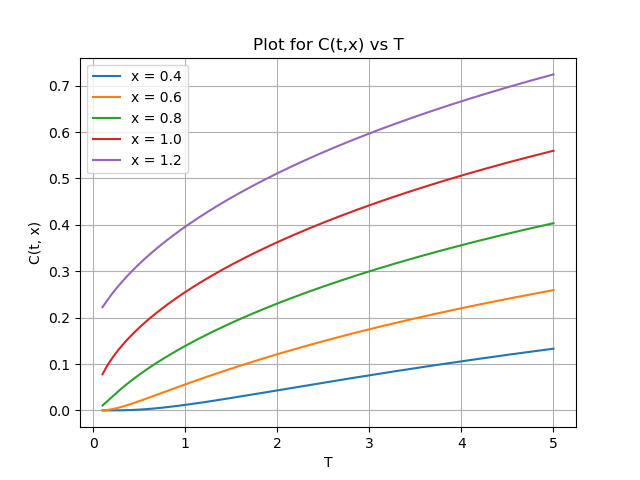 Plot for C(t,x) vs T
x = 0.4
x = 0.6
x = 0.8
x = 1.0
x = 1.2
C(t, x)
0.7
0.6
0.5
0.4
0.3
0.2
0.1
0.0
0 1 2 3 4 5
T